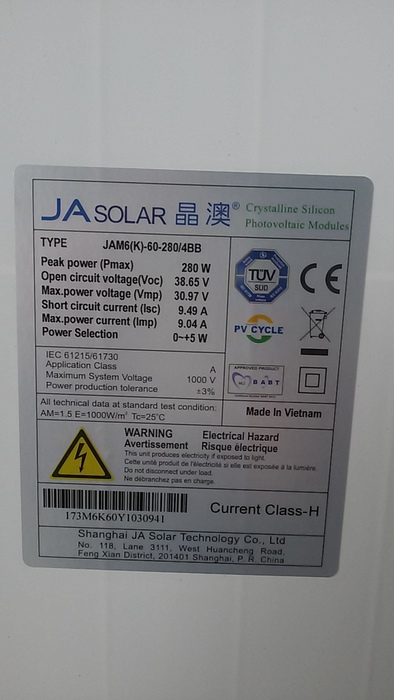 JA SOLAR 晶澳® Crystalline Silicon
Photovoltaic Modules
TYPE JAM6(K)-60-280/4BB
Peak power (Pmax) 280 W
Open circuit voltage(Voc) 38.65 V
Max.power voltage (Vmp) 30.97 V
Short circuit current (Isc) 9.49 A
Max.power current (Imp) 9.04 A
Power Selection 0~+5 W
TÜV
SÜD
CE
PV CYCLE
IEC 61215/61730
Application Class A
Maximum System Voltage 1000 V
Power production tolerance ±3%
APPROVED PRODUCT
BABT
All technical data at standard test condition:
AM=1.5 E=1000W/m² Tc=25°C
Made In Vietnam
WARNING Electrical Hazard
Avertissement Risque électrique
This unit produces electricity if exposed to light.
Cette unité produit de l'électricité si elle est exposée à la lumière.
Do not disconnect under load.
Ne débranchez pas en charge.
173M6K60Y1030941
Current Class-H
Shanghai JA Solar Technology Co., Ltd
No. 118, Lane 3111, West Huancheng Road,
Feng Xian District, 201401 Shanghai, P. R. China